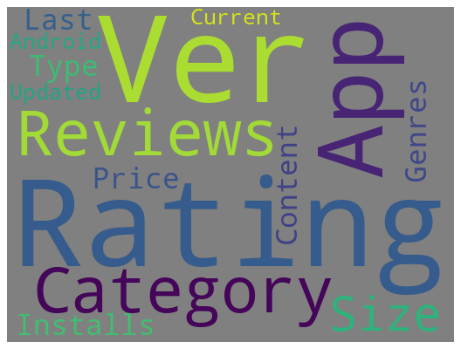 Last
Current
Android
Type
Updated
Ver
App
Reviews
Genres
Content
Price
Rating
Category
Size
Installs